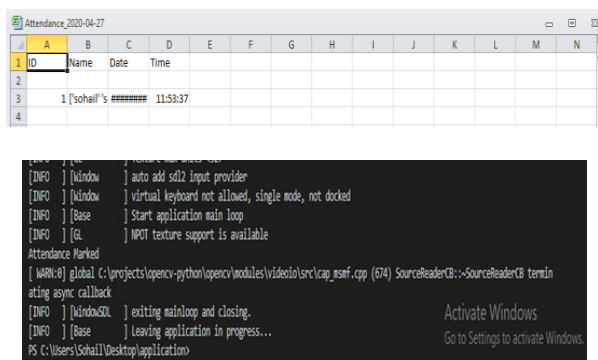 Attendance_2020-04-27
A B C D E F G H I J K L M N
1 ID Name Date Time
2
3 1 ['sohail' 's ######## 11:53:37
4
[INFO ] [Window ] auto add sdl2 input provider
[INFO ] [Window ] virtual keyboard not allowed, single mode, not docked
[INFO ] [Base ] Start application main loop
[INFO ] [GL ] NPOT texture support is available
Attendance Marked
[ WARN:0] global C:\projects\opencv-python\opencv\modules\videoio\src\cap_msmf.cpp (674) SourceReaderCB::~SourceReaderCB termin
ating async callback
[INFO ] [WindowSDL ] exiting mainloop and closing.
[INFO ] [Base ] Leaving application in progress...
PS C:\Users\Sohail\Desktop\application>
Activate Windows
Go to Settings to activate Windows.